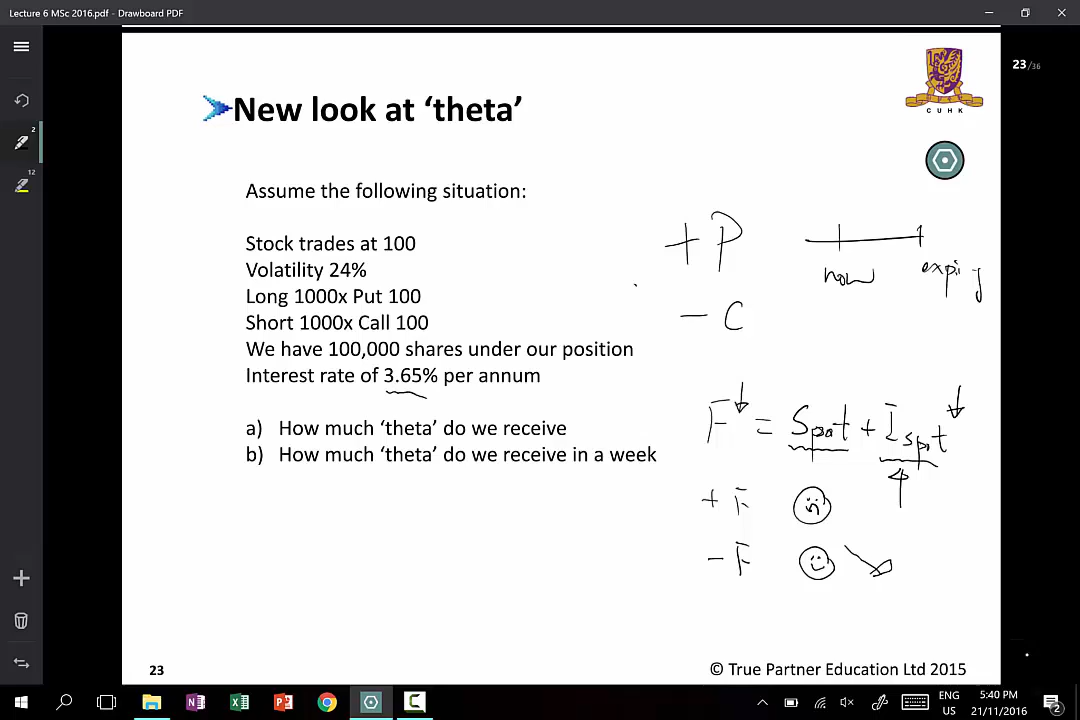 Lecture 6 MSc 2016.pdf - Drawboard PDF
23/36
2
12
New look at ‘theta’
CUHK
Assume the following situation:
Stock trades at 100
Volatility 24%
Long 1000x Put 100
Short 1000x Call 100
We have 100,000 shares under our position
Interest rate of 3.65% per annum
a) How much ‘theta’ do we receive
b) How much ‘theta’ do we receive in a week
+ P
now
- C
F = Spot + I spot
+ F
- F
23
© True Partner Education Ltd 2015
ENG
US
5:40 PM
21/11/2016
2